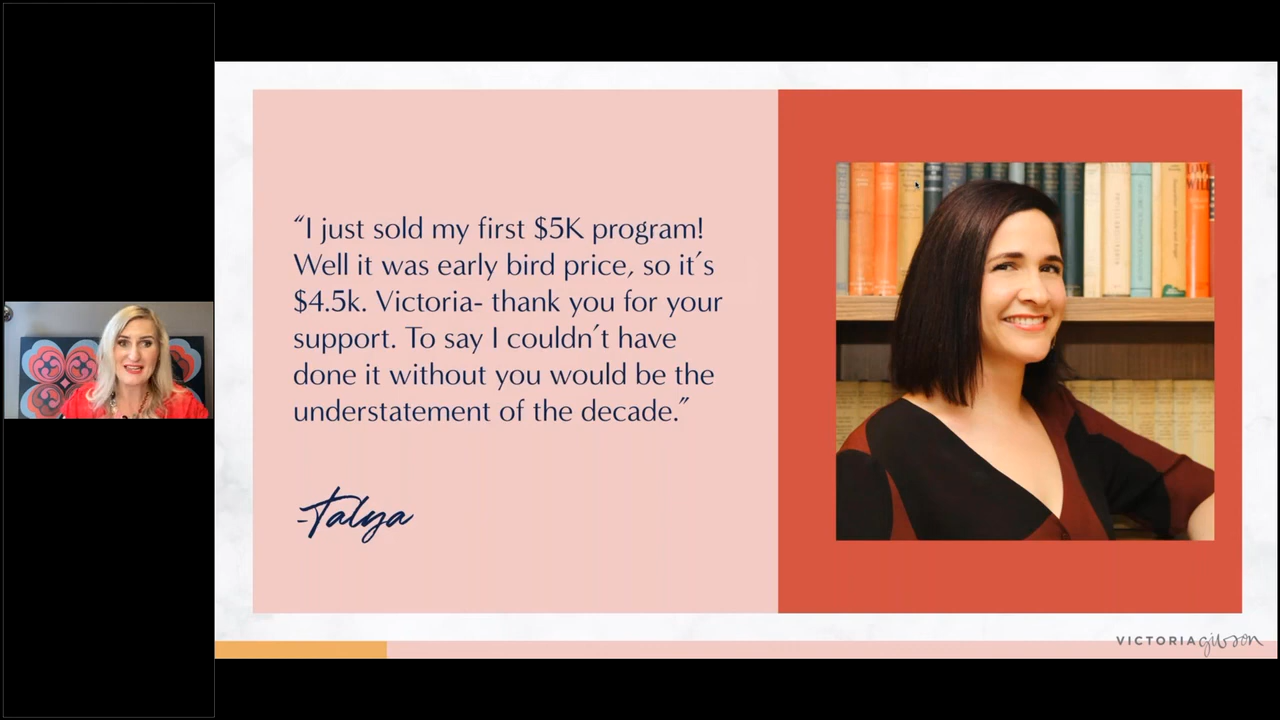 “I just sold my first $5K program!
Well it was early bird price, so it’s
$4.5k. Victoria- thank you for your
support. To say I couldn’t have
done it without you would be the
understatement of the decade.”
-Talya
VICTORIA gibson